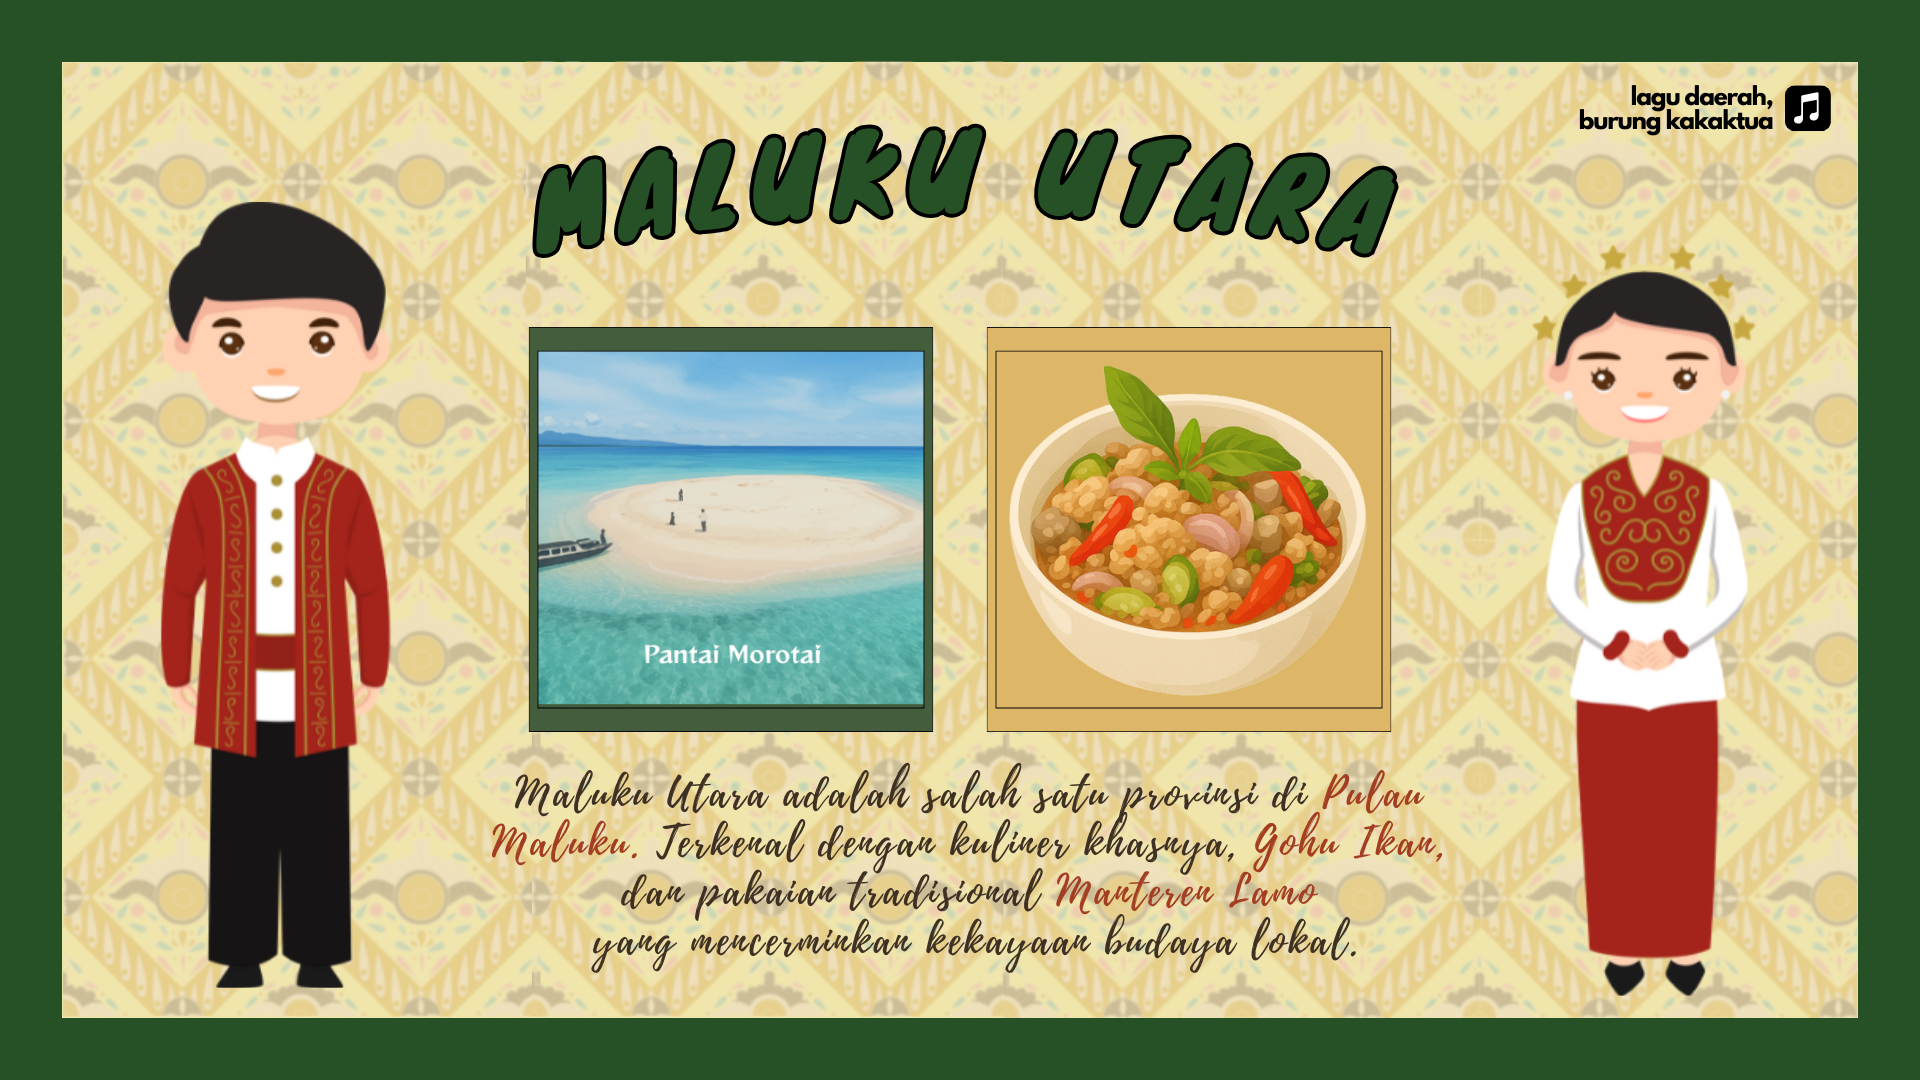 lagu daerah,
burung kakaktua
MALUKU UTARA
Pantai Morotai
Maluku Utara adalah salah satu provinsi di Pulau
Maluku. Terkenal dengan kuliner khasnya, Gohu Ikan,
dan pakaian tradisional Manteren Lamo
yang mencerminkan kekayaan budaya lokal.